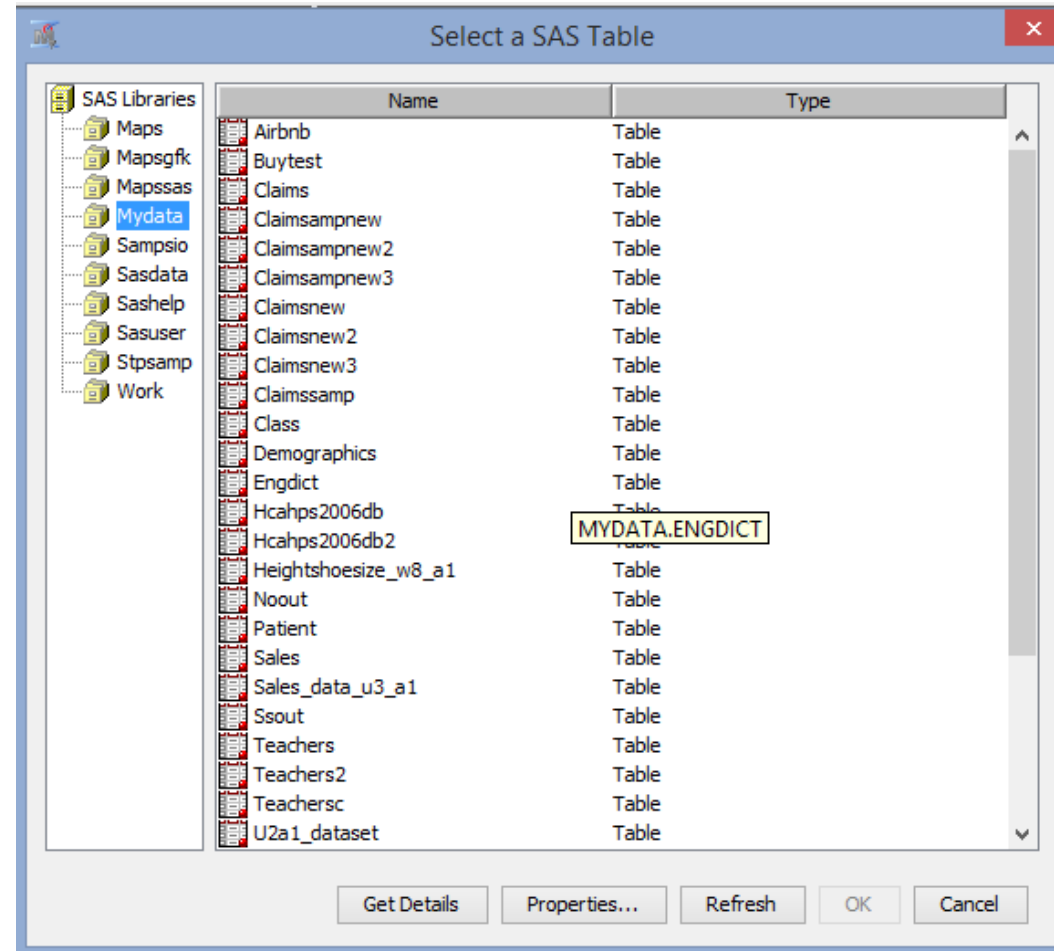 Select a SAS Table
SAS Libraries
Maps
Mapsgfk
Mapssas
Mydata
Sampsio
Sasdata
Sashelp
Sasuser
Stpsamp
Work
Name Type
Airbnb Table
Buytest Table
Claims Table
Claimsampnew Table
Claimsampnew2 Table
Claimsampnew3 Table
Claimsnew Table
Claimsnew2 Table
Claimsnew3 Table
Claimssamp Table
Class Table
Demographics Table
Engdict Table
Hcahps2006db Table
MYDATA.ENGDICT
Hcahps2006db2 Table
Heightshoesize_w8_a1 Table
Noout Table
Patient Table
Sales Table
Sales_data_u3_a1 Table
Ssout Table
Teachers Table
Teachers2 Table
Teachersc Table
U2a1_dataset Table
Get Details Properties... Refresh OK Cancel